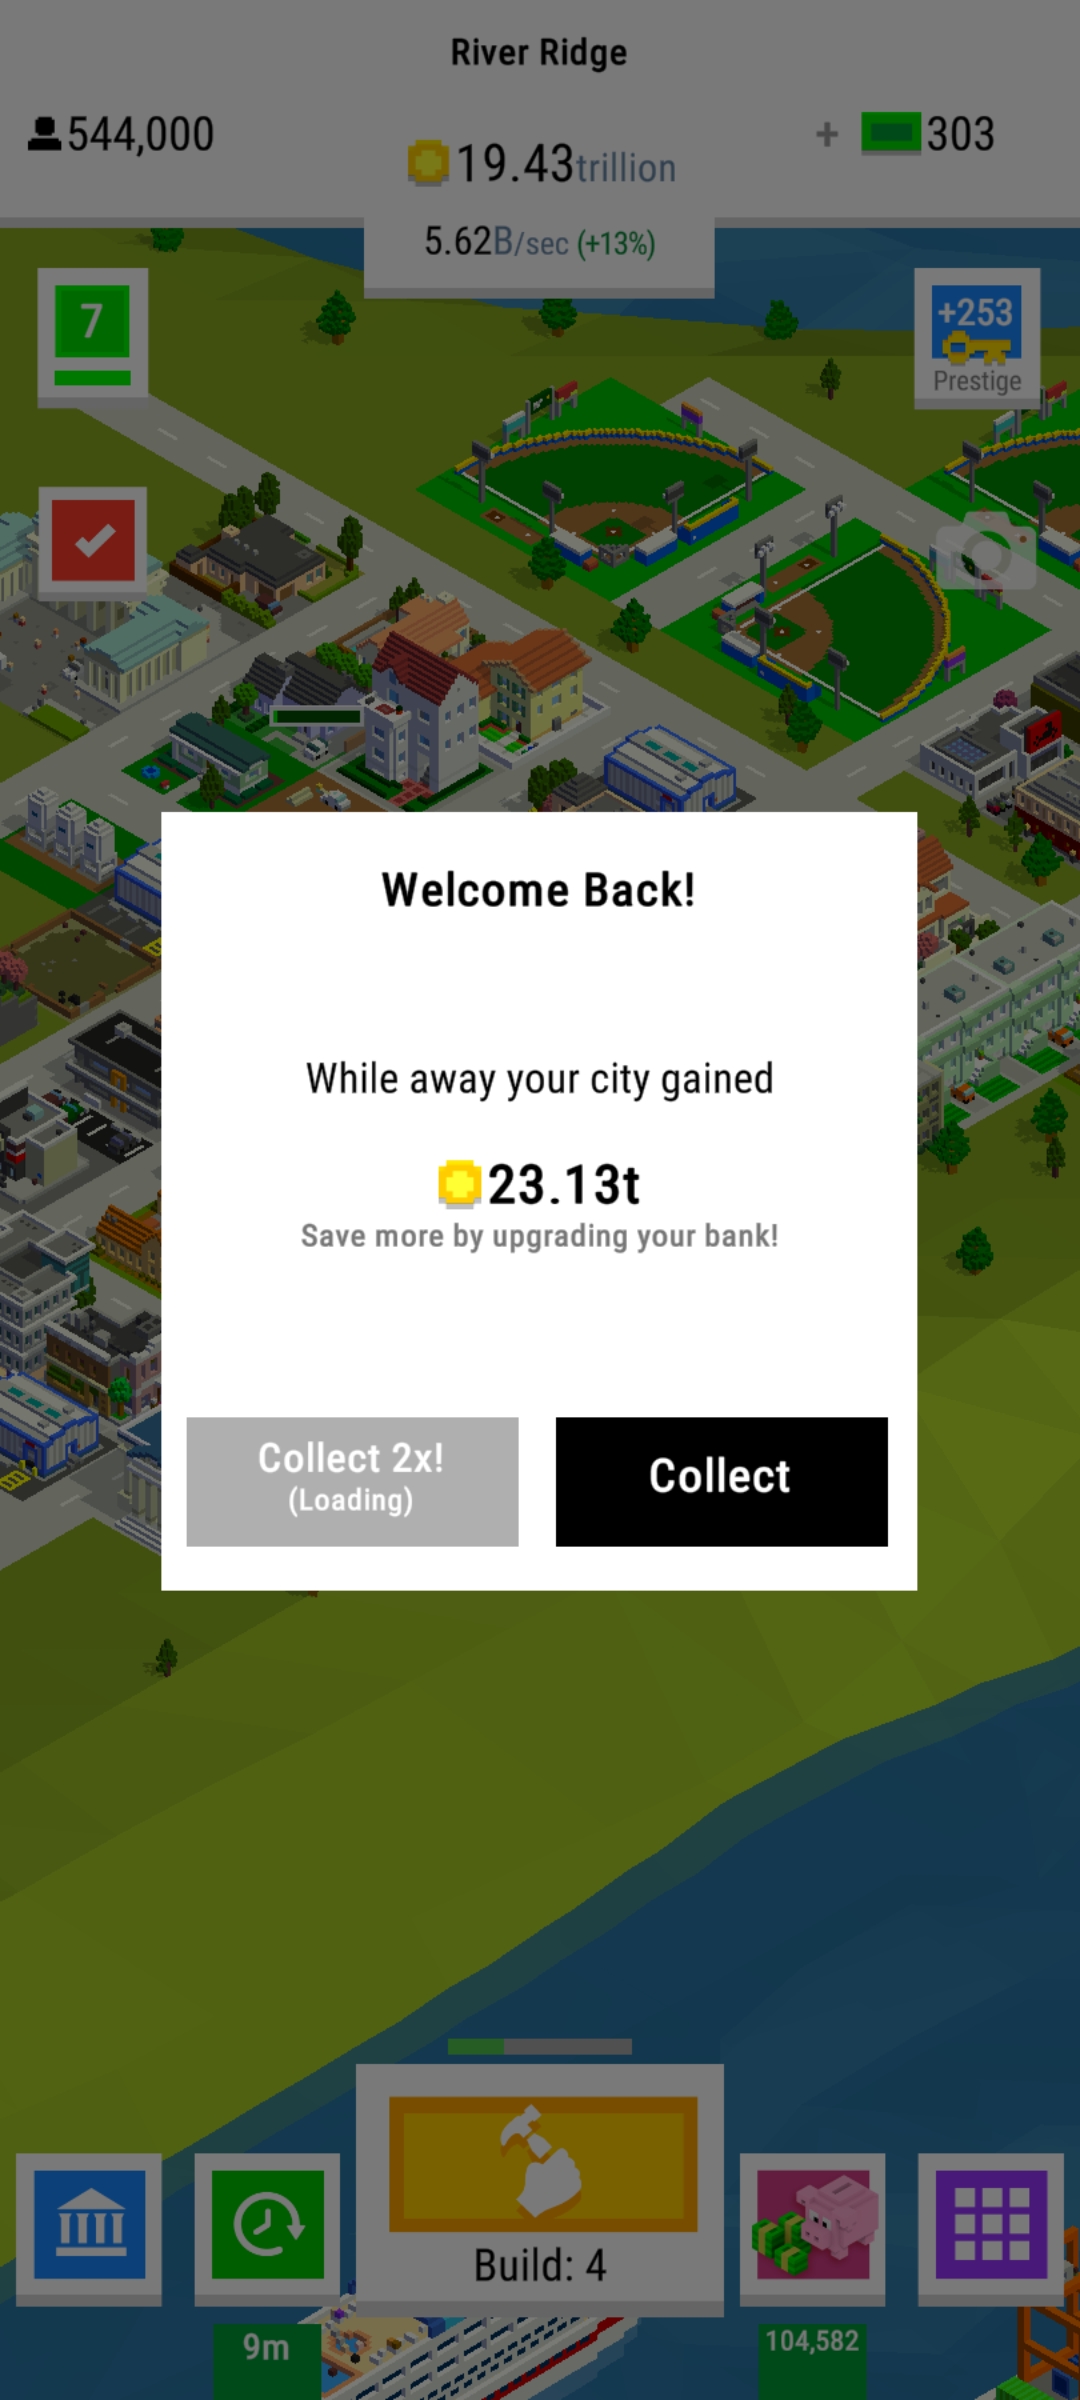 River Ridge
544,000
19.43trillion
+ 303
5.62B/sec (+13%)
7
+253
Prestige
Welcome Back!
While away your city gained
23.13t
Save more by upgrading your bank!
Collect 2x!
(Loading)
Collect
Build: 4
9m
104,582